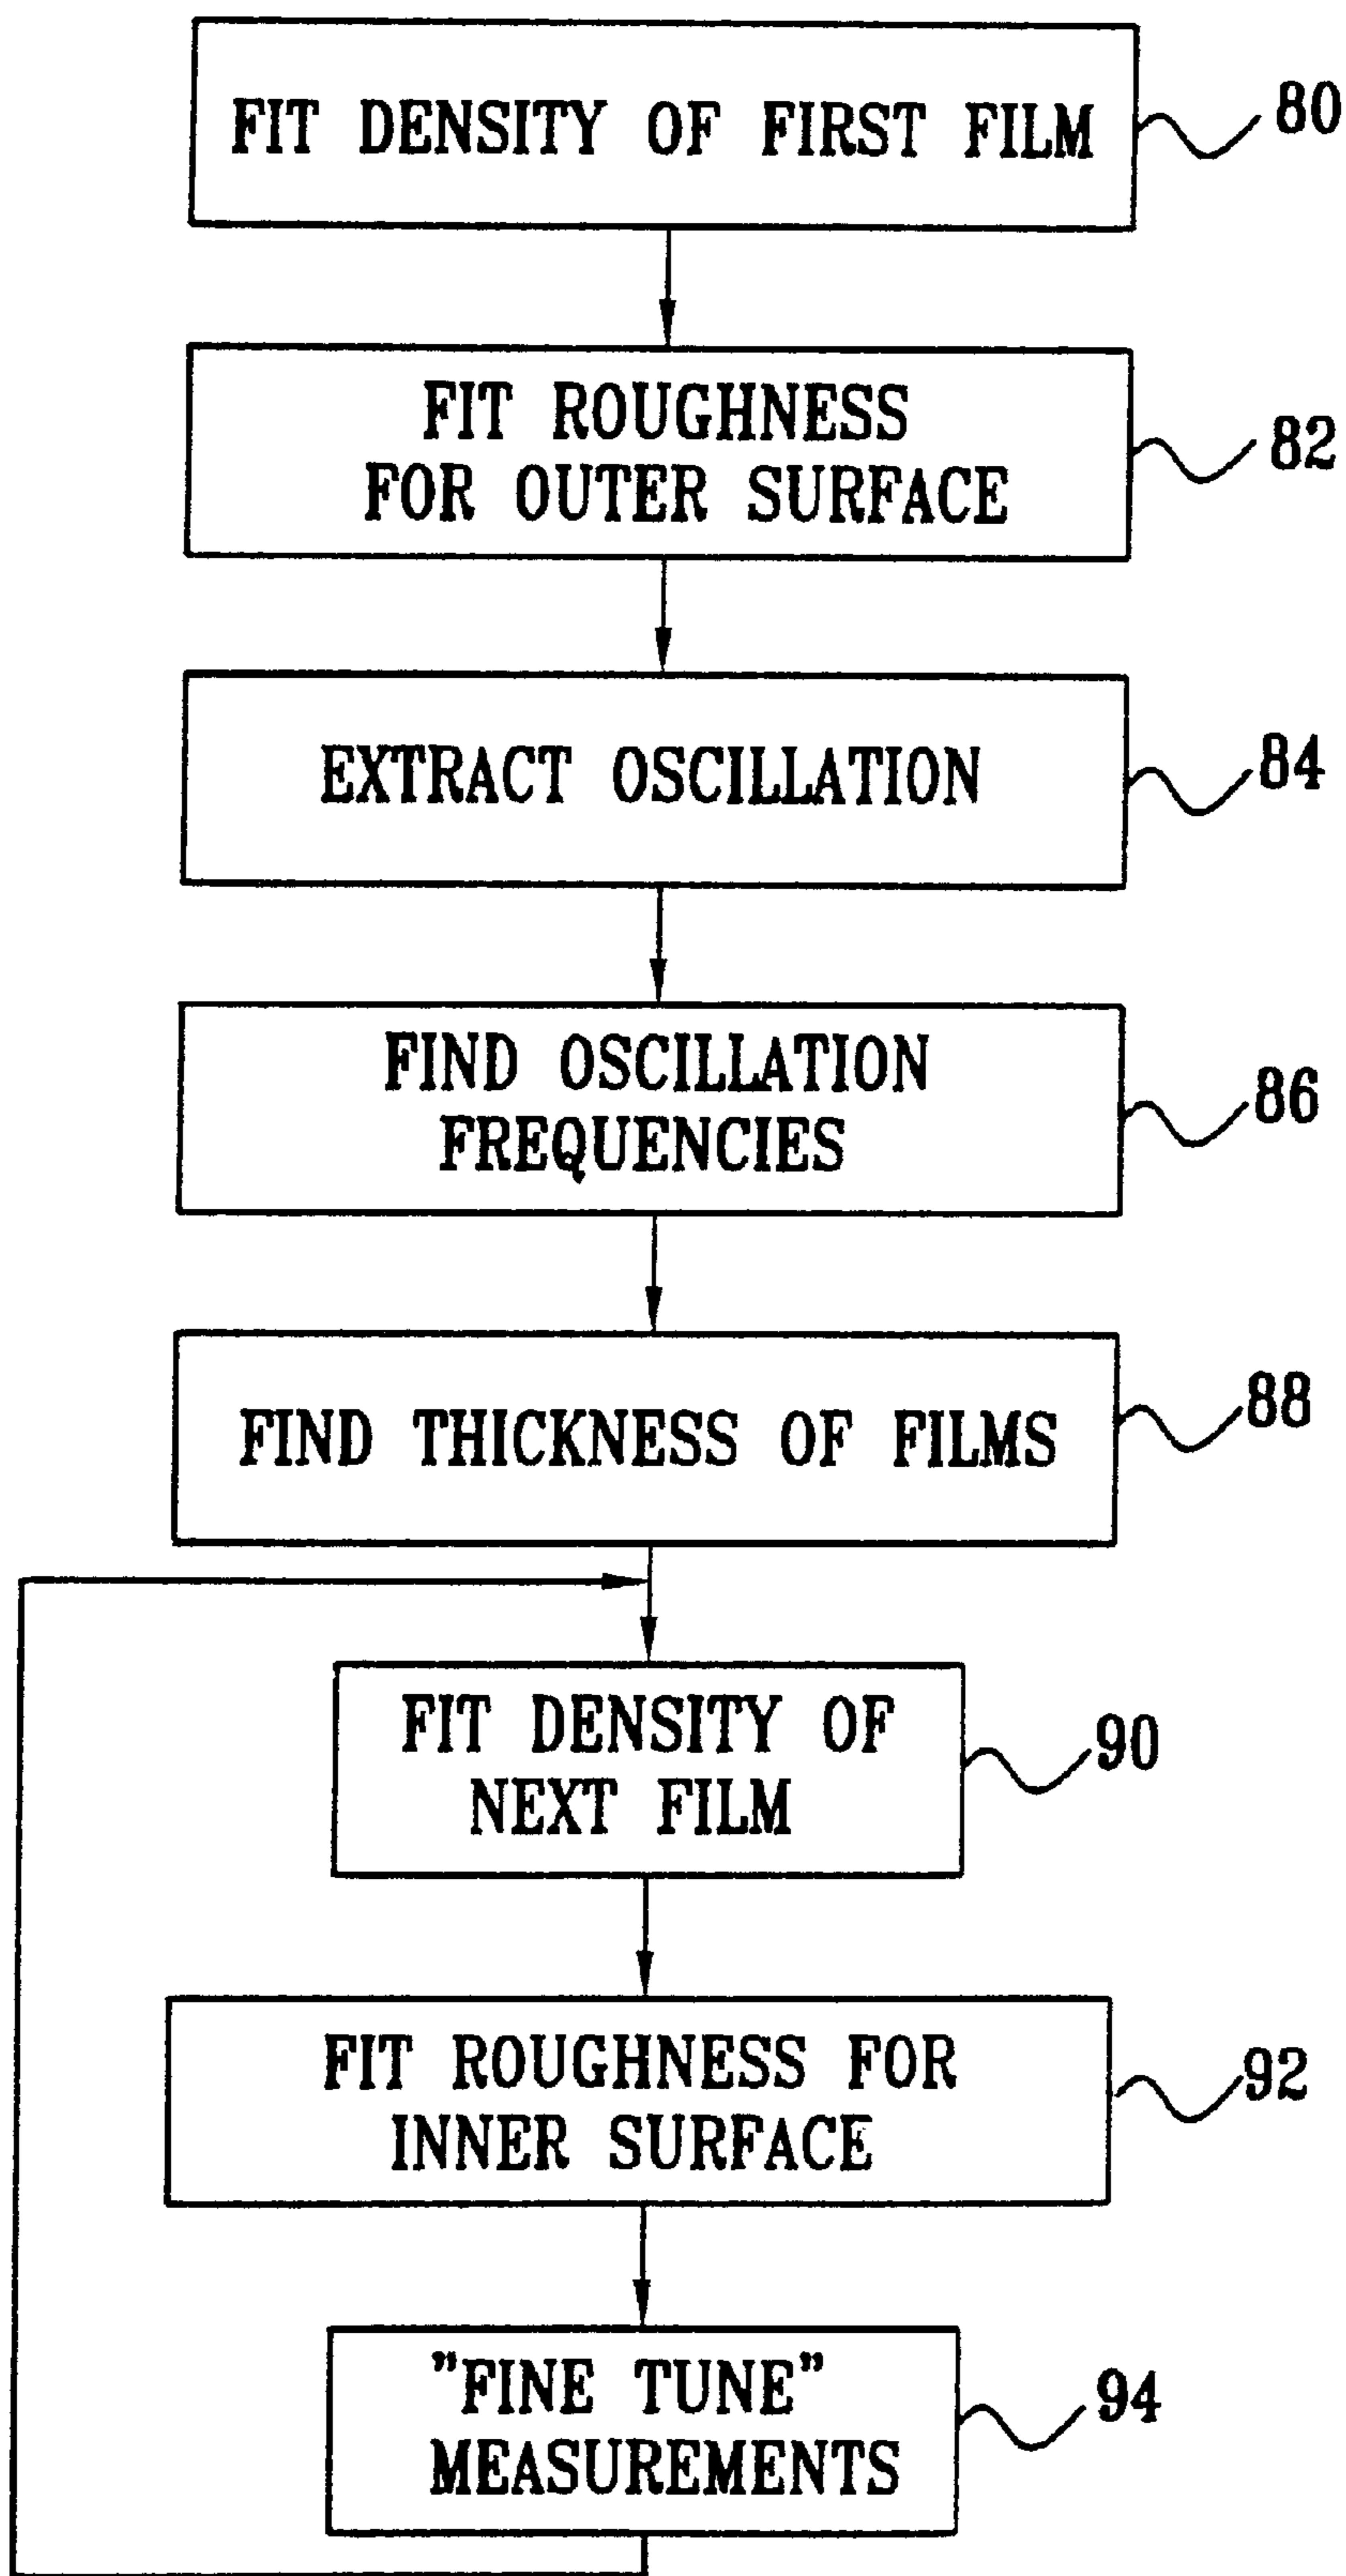 FIT DENSITY OF FIRST FILM
80
FIT ROUGHNESS
FOR OUTER SURFACE
82
EXTRACT OSCILLATION
84
FIND OSCILLATION
FREQUENCIES
86
FIND THICKNESS OF FILMS
88
FIT DENSITY OF
NEXT FILM
90
FIT ROUGHNESS FOR
INNER SURFACE
92
"FINE TUNE"
MEASUREMENTS
94